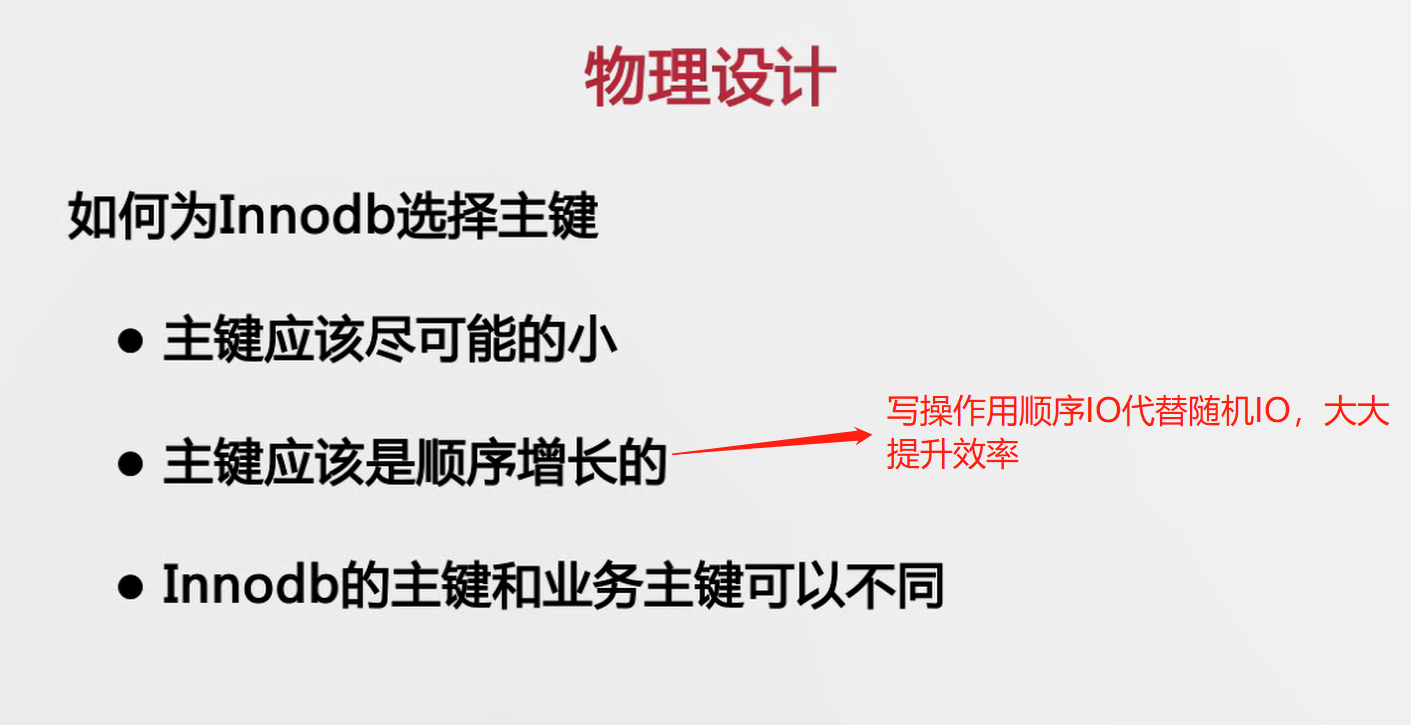 物理设计
如何为Innodb选择主键
● 主键应该尽可能的小
● 主键应该是顺序增长的
写操作用顺序IO代替随机IO，大大
提升效率
● Innodb的主键和业务主键可以不同